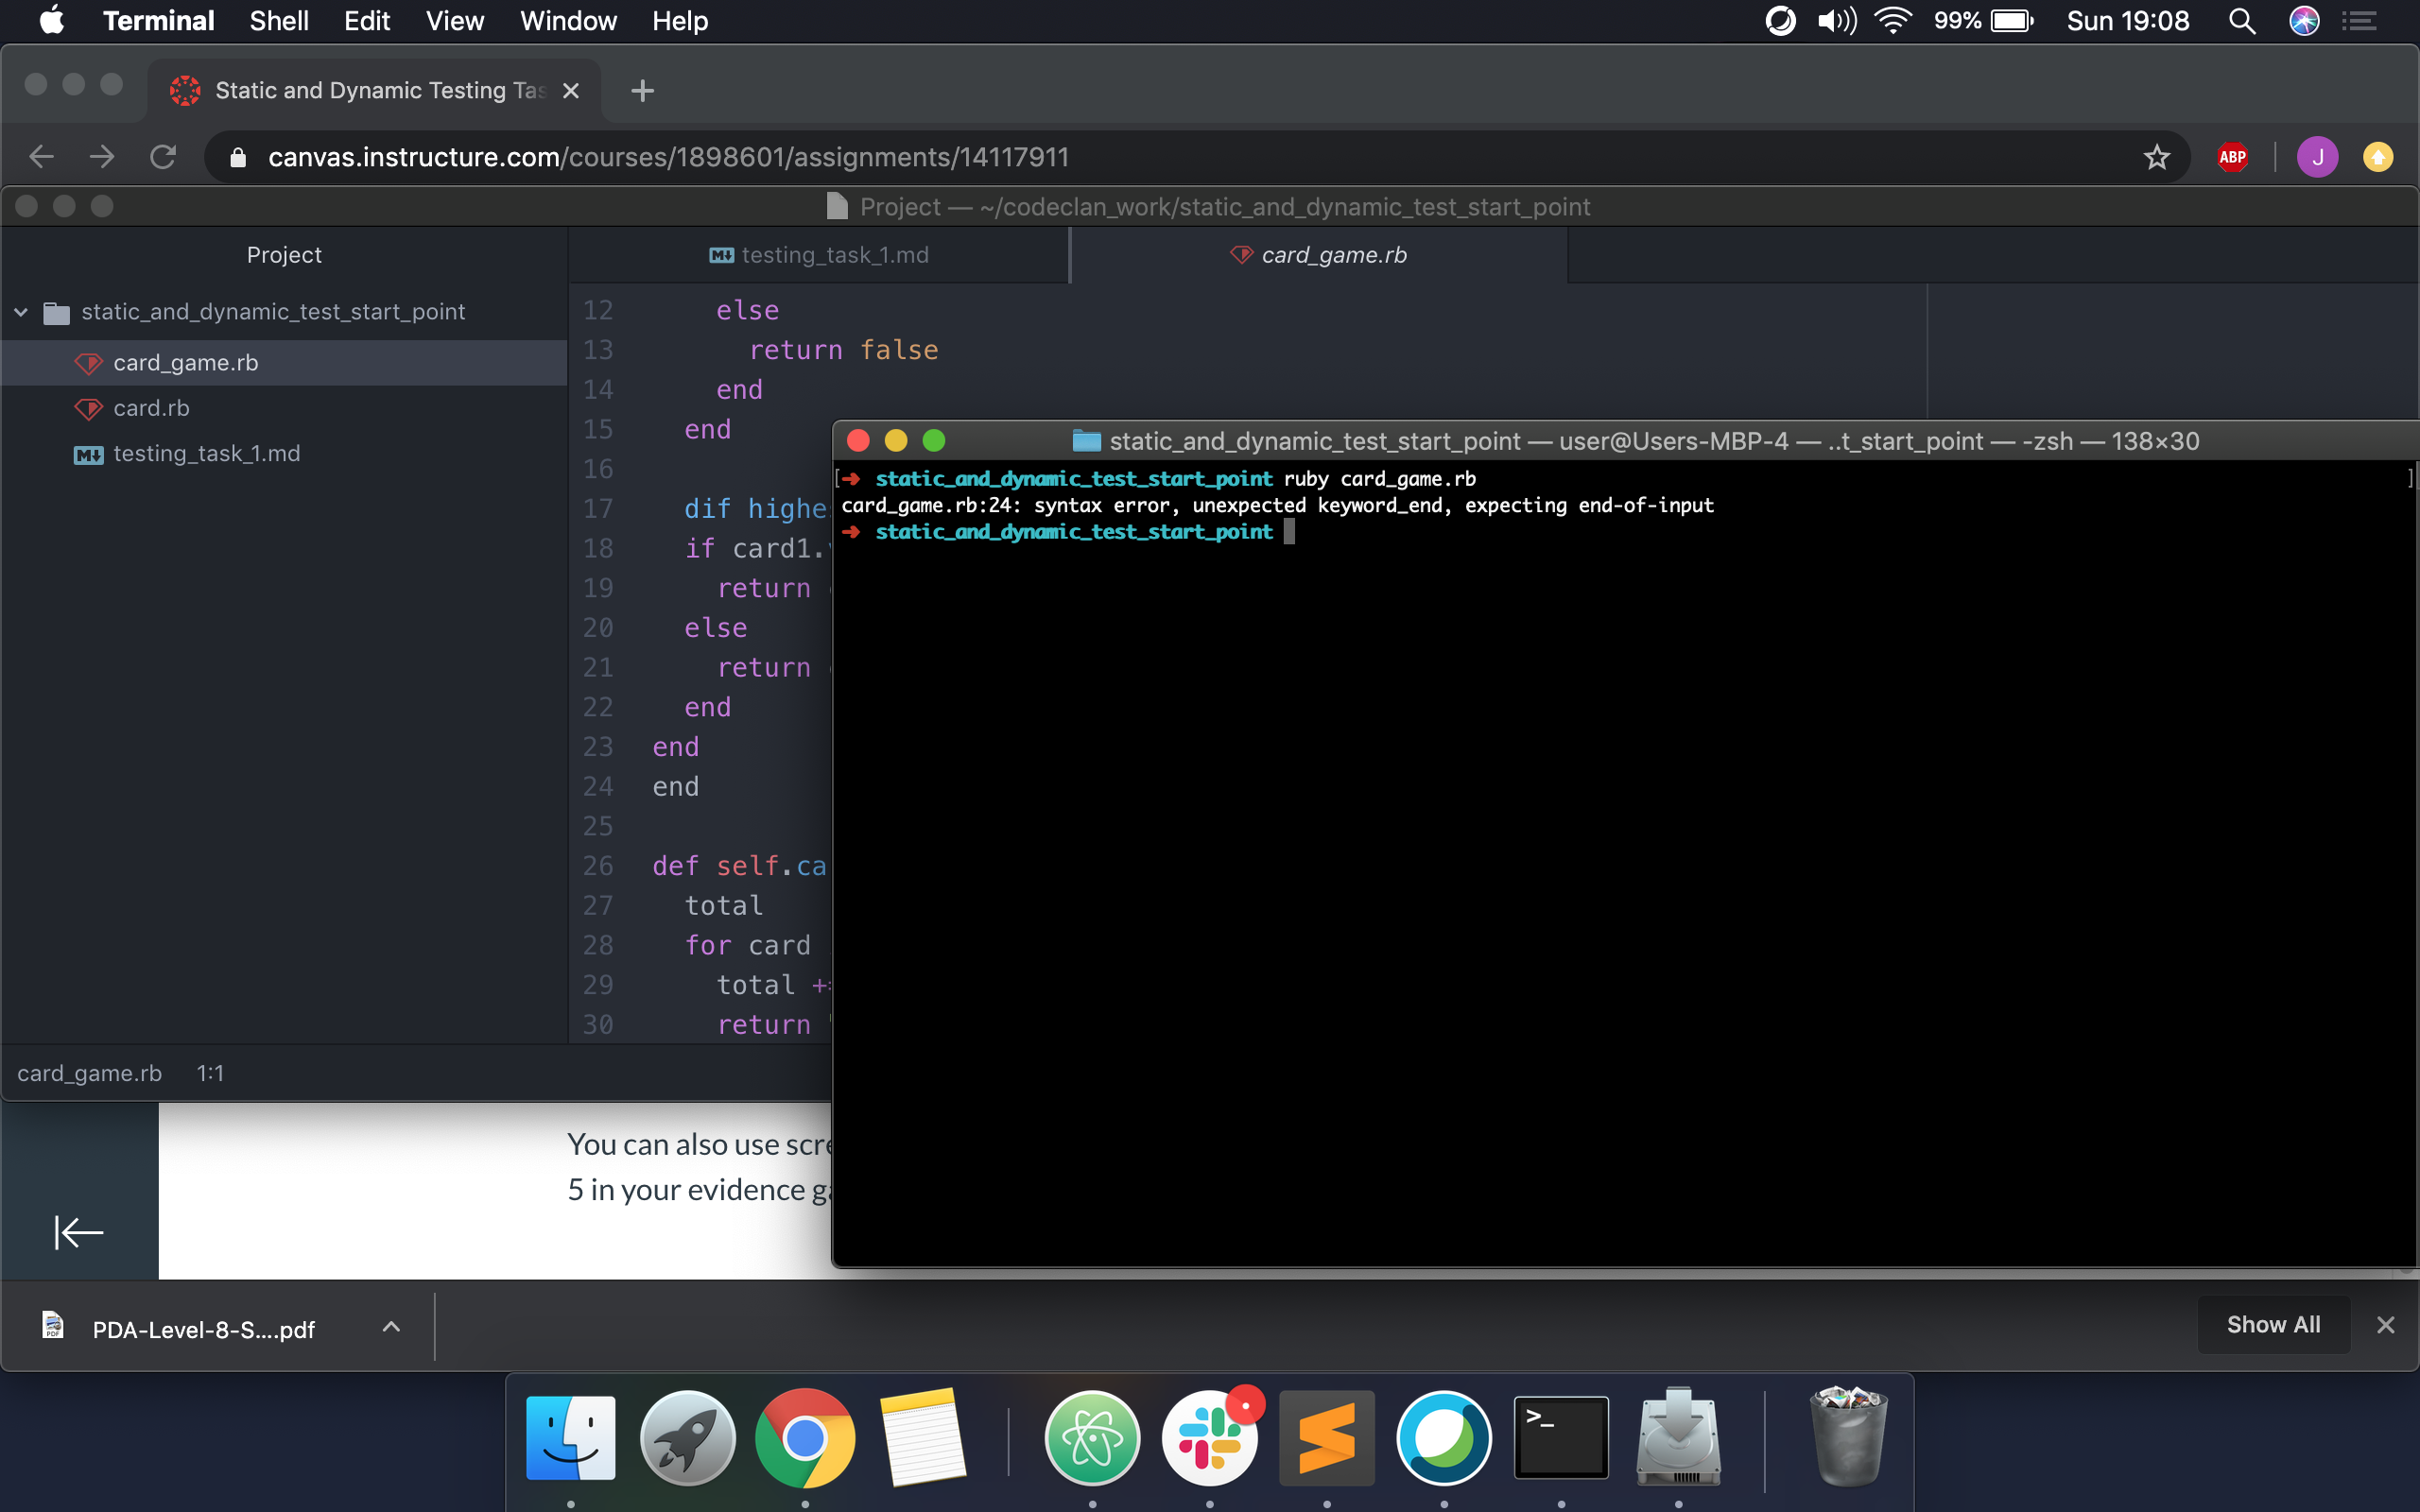 Terminal Shell Edit View Window Help 99% Sun 19:08
Static and Dynamic Testing Tas
canvas.instructure.com/courses/1898601/assignments/14117911 ABP J
Project — ~/codeclan_work/static_and_dynamic_test_start_point
Project
testing_task_1.md card_game.rb
static_and_dynamic_test_start_point
card_game.rb
card.rb
testing_task_1.md
12 else
13 return false
14 end
15 end
16
17 dif highe
18 if card1.
19 return
20 else
21 return
22 end
23 end
24 end
25
26 def self.ca
27 total
28 for card
29 total +=
30 return "
card_game.rb 1:1
static_and_dynamic_test_start_point — user@Users-MBP-4 — ..t_start_point — -zsh — 138×30
[➜ static_and_dynamic_test_start_point ruby card_game.rb ]
card_game.rb:24: syntax error, unexpected keyword_end, expecting end-of-input
➜ static_and_dynamic_test_start_point
You can also use scre
5 in your evidence ga
PDA-Level-8-S....pdf
Show All